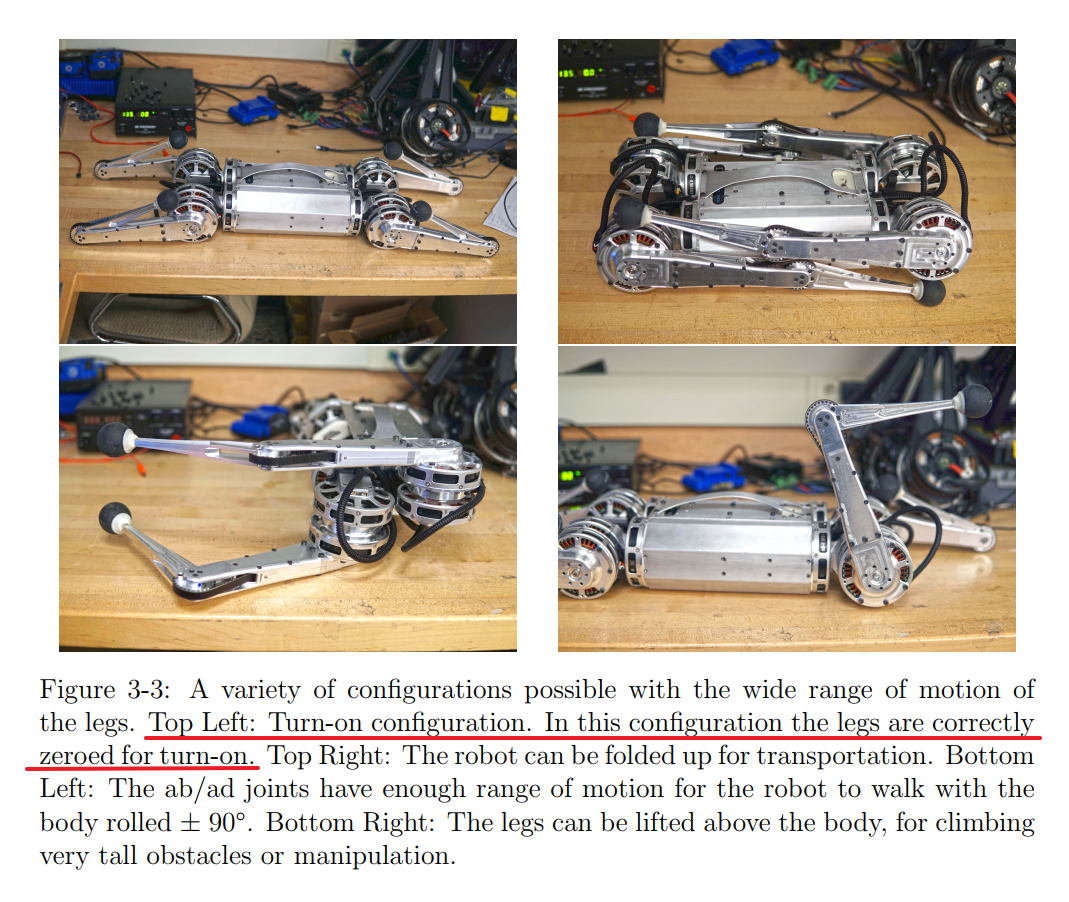 Figure 3-3: A variety of configurations possible with the wide range of motion of
the legs. Top Left: Turn-on configuration. In this configuration the legs are correctly
zeroed for turn-on. Top Right: The robot can be folded up for transportation. Bottom
Left: The ab/ad joints have enough range of motion for the robot to walk with the
body rolled ± 90°. Bottom Right: The legs can be lifted above the body, for climbing
very tall obstacles or manipulation.